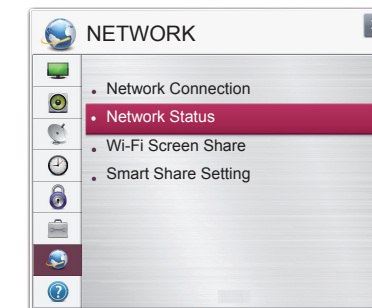 NETWORK
Network Connection
Network Status
Wi-Fi Screen Share
Smart Share Setting
?